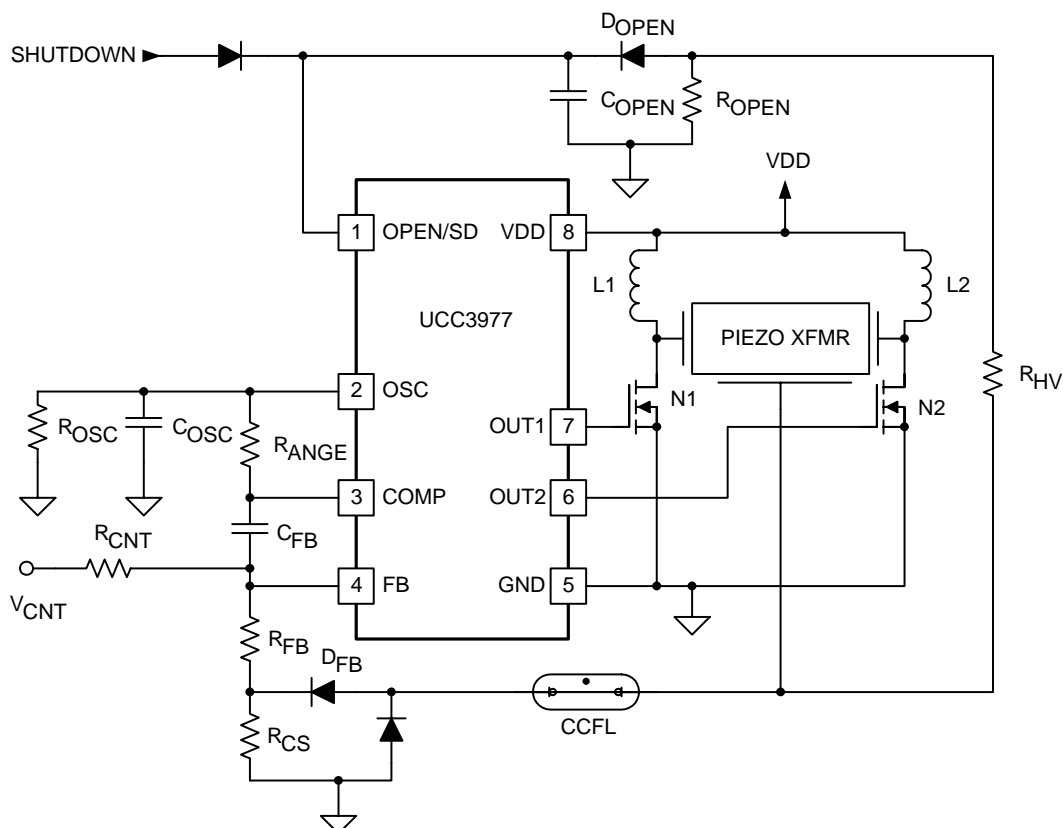 SHUTDOWN
DOPEN
COPEN
ROPEN
VDD
1 OPEN/SD
VDD 8
L1
L2
UCC3977
PIEZO XFMR
RHV
2 OSC
N1
N2
ROSC
COSC
RANGE
OUT1 7
3 COMP
OUT2 6
RCNT
CFB
4 FB
GND 5
VCNT
RFB
DFB
RCS
CCFL